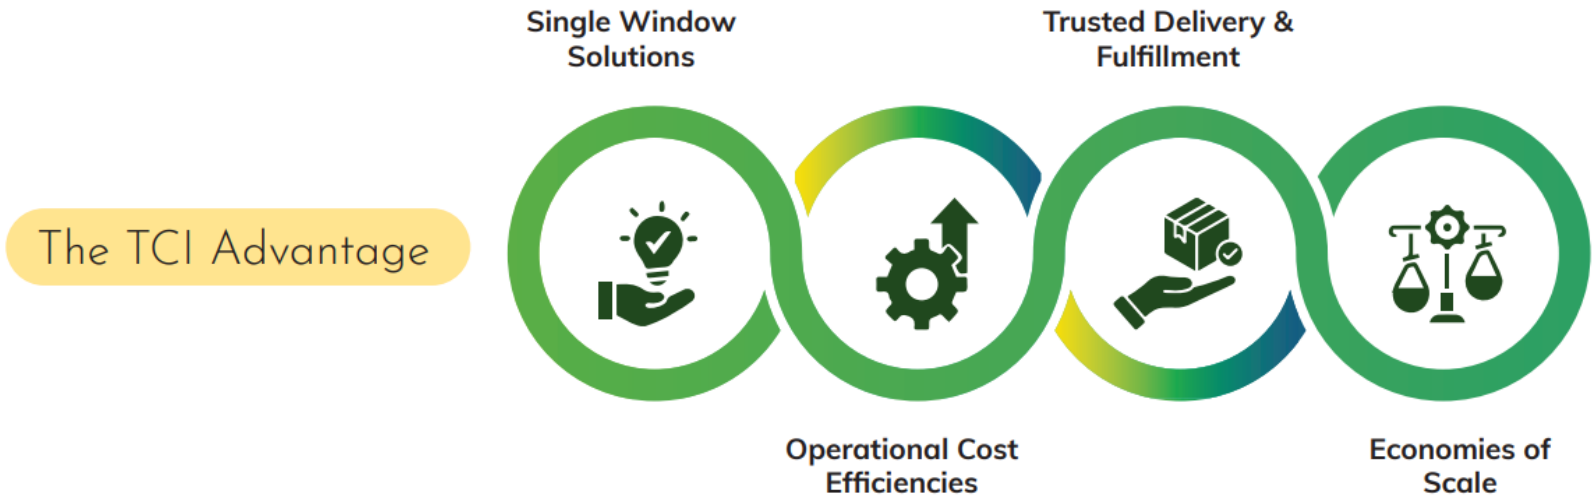 The TCI Advantage
Single Window
Solutions
Operational Cost
Efficiencies
Trusted Delivery &
Fulfillment
Economies of
Scale